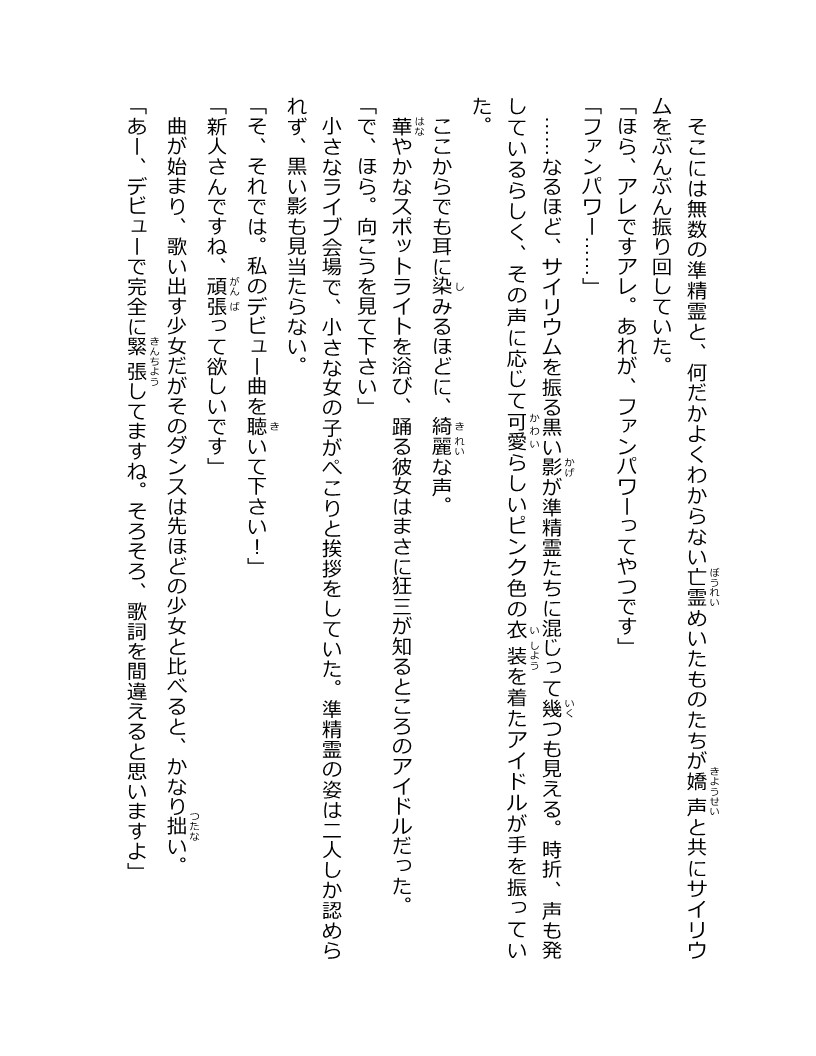 そこには無数の準精霊と、何だかよくわからない亡霊めいたものたちが嬌声と共にサイリウ
ムをぶんぶん振り回していた。
「ほら、アレですアレ。あれが、ファンパワーってやつです」
「ファンパワー……」
……なるほど、サイリウムを振る黒い影が準精霊たちに混じって幾つも見える。時折、声も発
しているらしく、その声に応じて可愛らしいピンク色の衣装を着たアイドルが手を振ってい
た。
ここからでも耳に染みるほどに、綺麗な声。
華やかなスポットライトを浴び、踊る彼女はまさに狂三が知るところのアイドルだった。
「で、ほら。向こうを見て下さい」
小さなライブ会場で、小さな女の子がぺこりと挨拶をしていた。準精霊の姿は二人しか認めら
れず、黒い影も見当たらない。
「そ、それでは。私のデビュー曲を聴いて下さい！」
「新人さんですね、頑張って欲しいです」
曲が始まり、歌い出す少女だがそのダンスは先ほどの少女と比べると、かなり拙い。
「あー、デビューで完全に緊張してますね。そろそろ、歌詞を間違えると思いますよ」